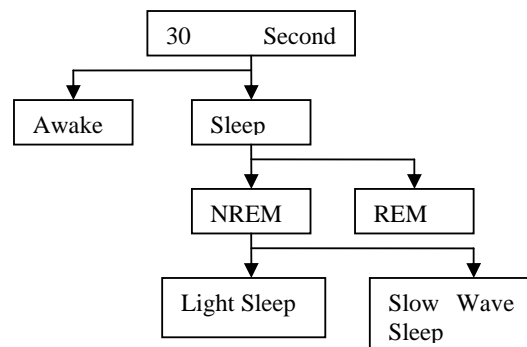 30 Second
Awake
Sleep
NREM
REM
Light Sleep
Slow Wave
Sleep